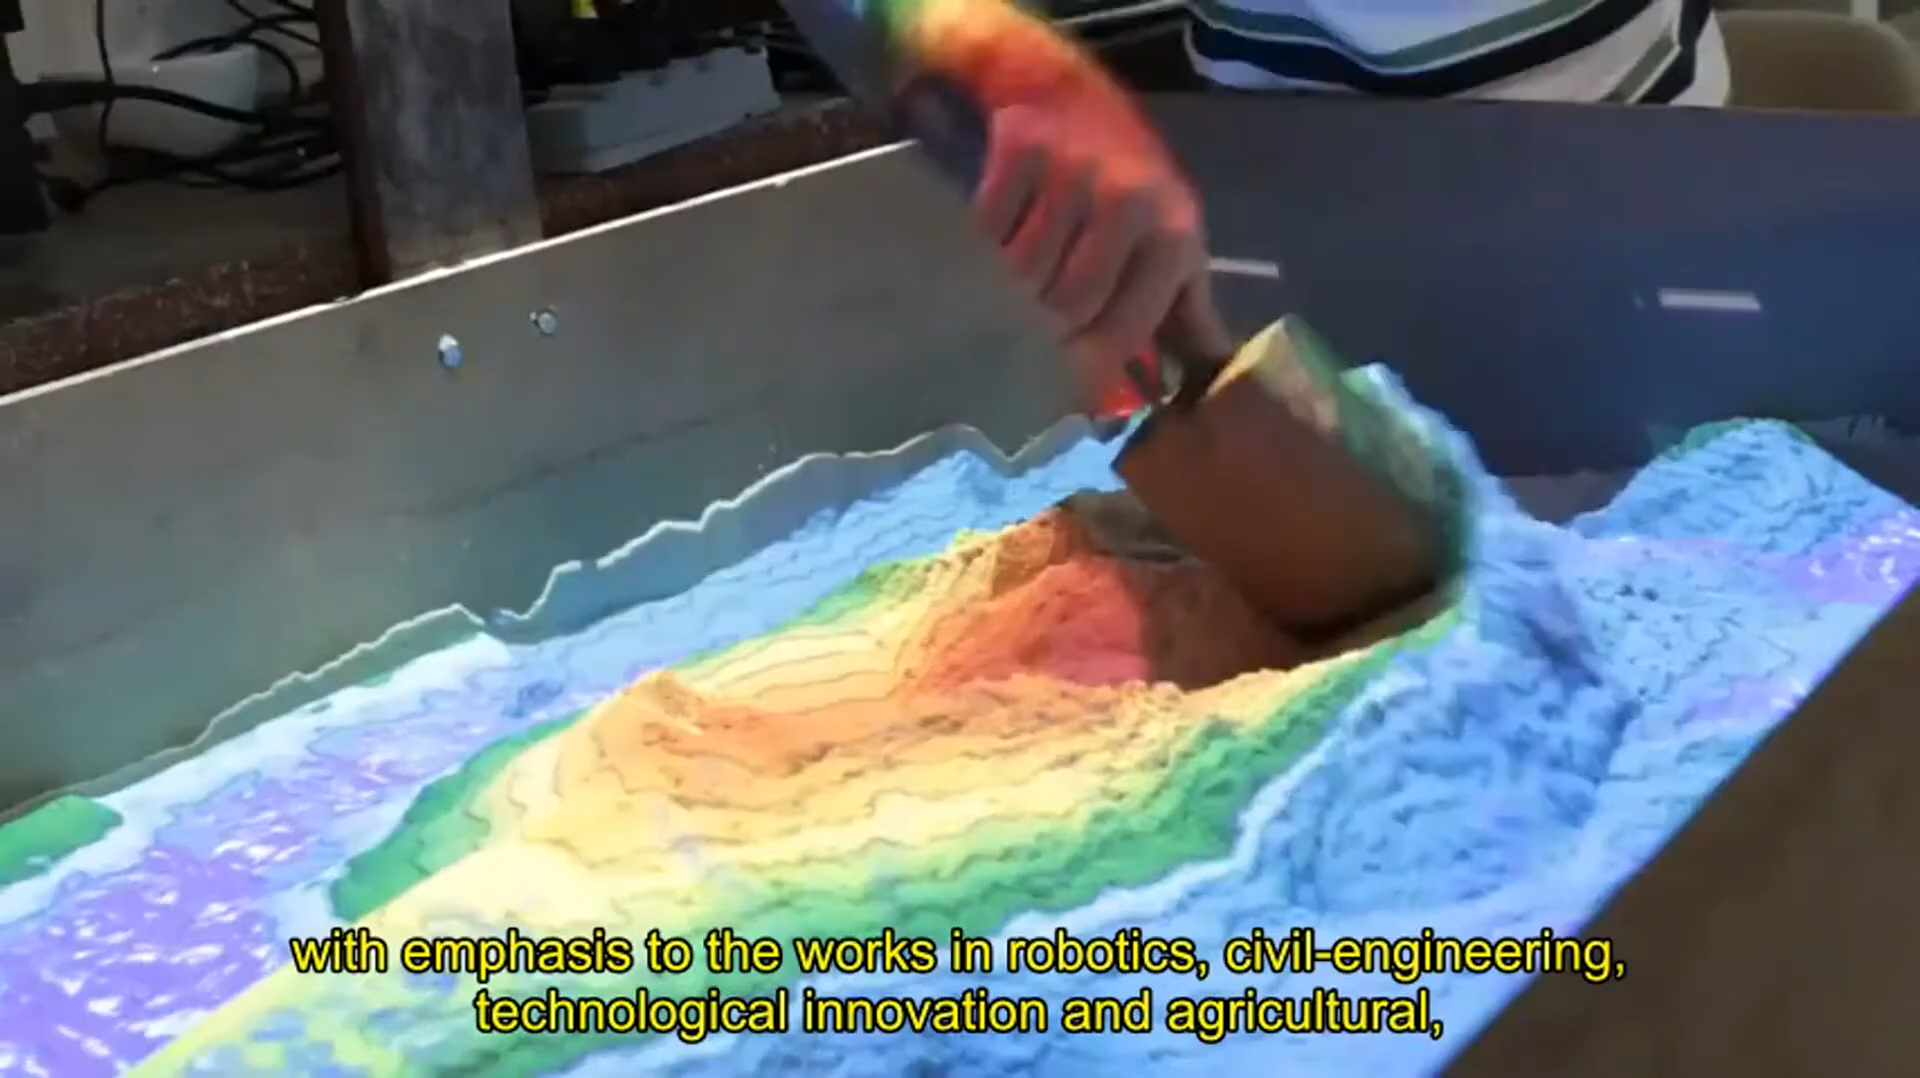 with emphasis to the works in robotics, civil-engineering,
technological innovation and agricultural,